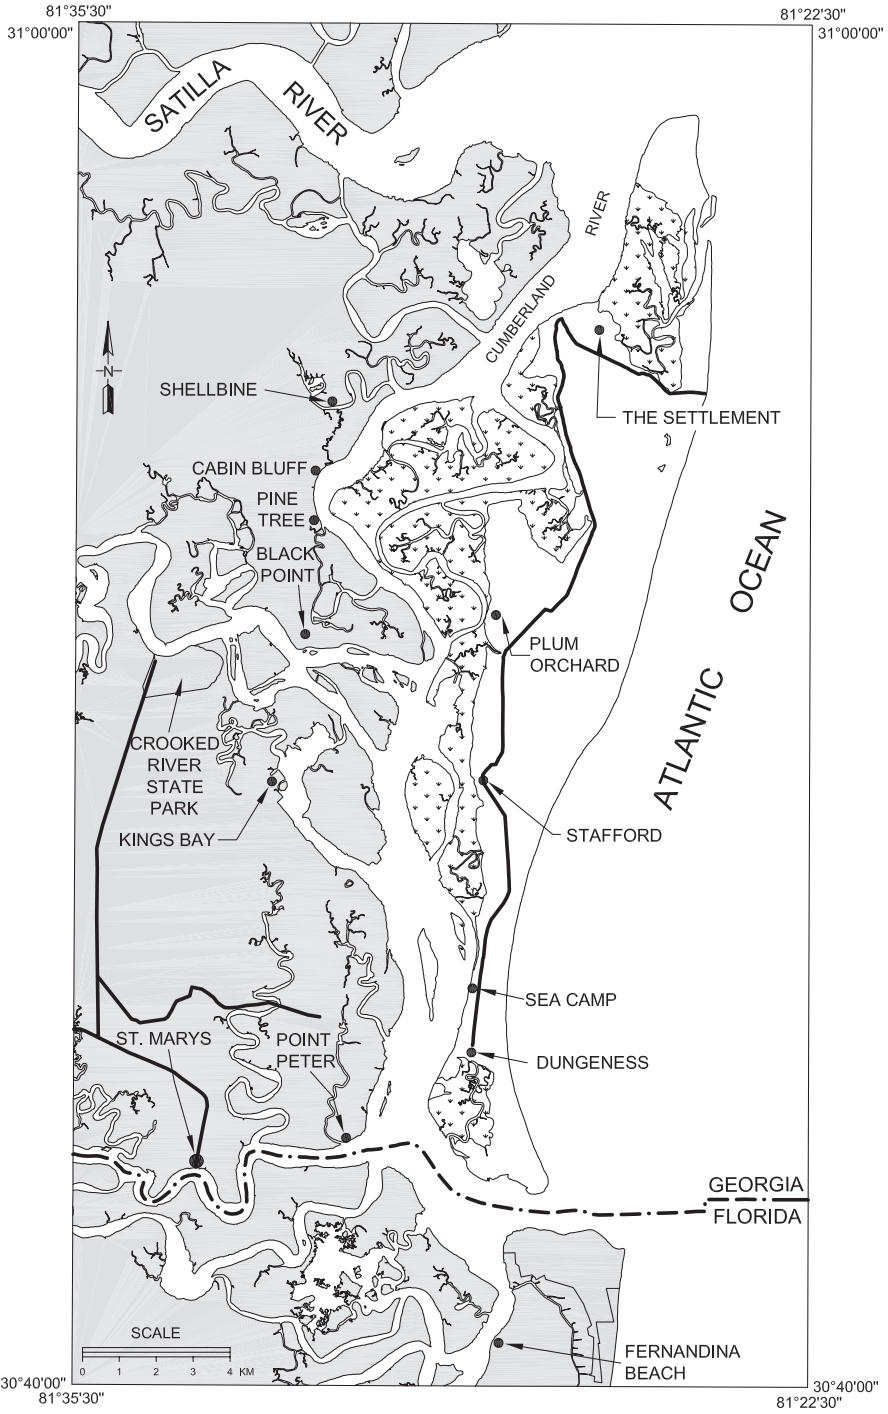 81°35'30"
81°22'30"
31°00'00"
31°00'00"
SATILLA
RIVER
RIVER
CUMBERLAND
N
SHELLBINE
THE SETTLEMENT
CABIN BLUFF
PINE
TREE
BLACK
POINT
OCEAN
ATLANTIC
PLUM
ORCHARD
CROOKED
RIVER
STATE
PARK
KINGS BAY
STAFFORD
SEA CAMP
ST. MARYS
POINT
PETER
DUNGENESS
GEORGIA
FLORIDA
SCALE
0 1 2 3 4 KM
FERNANDINA
BEACH
30°40'00"
30°40'00"
81°35'30"
81°22'30"